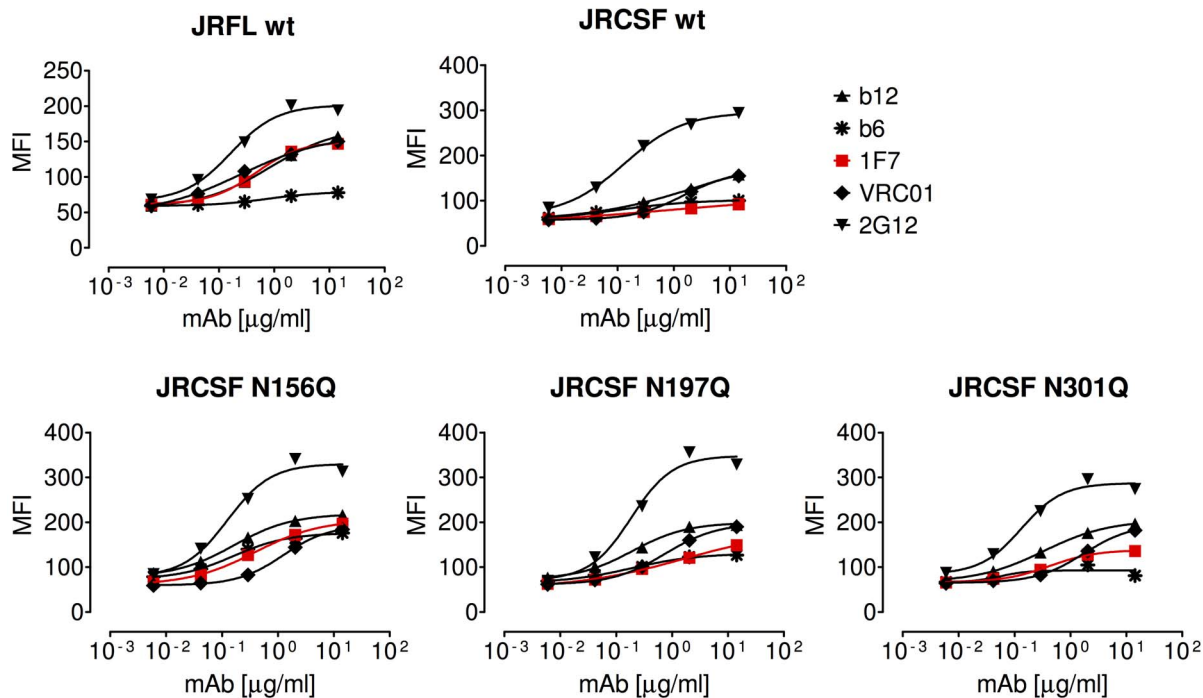 JRFL wt
JRCSF wt
250
200
150
100
50
0
MFI
10⁻³ 10⁻² 10⁻¹ 10⁰ 10¹ 10²
mAb [μg/ml]
400
300
200
100
0
MFI
10⁻³ 10⁻² 10⁻¹ 10⁰ 10¹ 10²
mAb [μg/ml]
b12
b6
1F7
VRC01
2G12
JRCSF N156Q
JRCSF N197Q
JRCSF N301Q
400
300
200
100
0
MFI
10⁻³ 10⁻² 10⁻¹ 10⁰ 10¹ 10²
mAb [μg/ml]
400
300
200
100
0
MFI
10⁻³ 10⁻² 10⁻¹ 10⁰ 10¹ 10²
mAb [μg/ml]
400
300
200
100
0
MFI
10⁻³ 10⁻² 10⁻¹ 10⁰ 10¹ 10²
mAb [μg/ml]